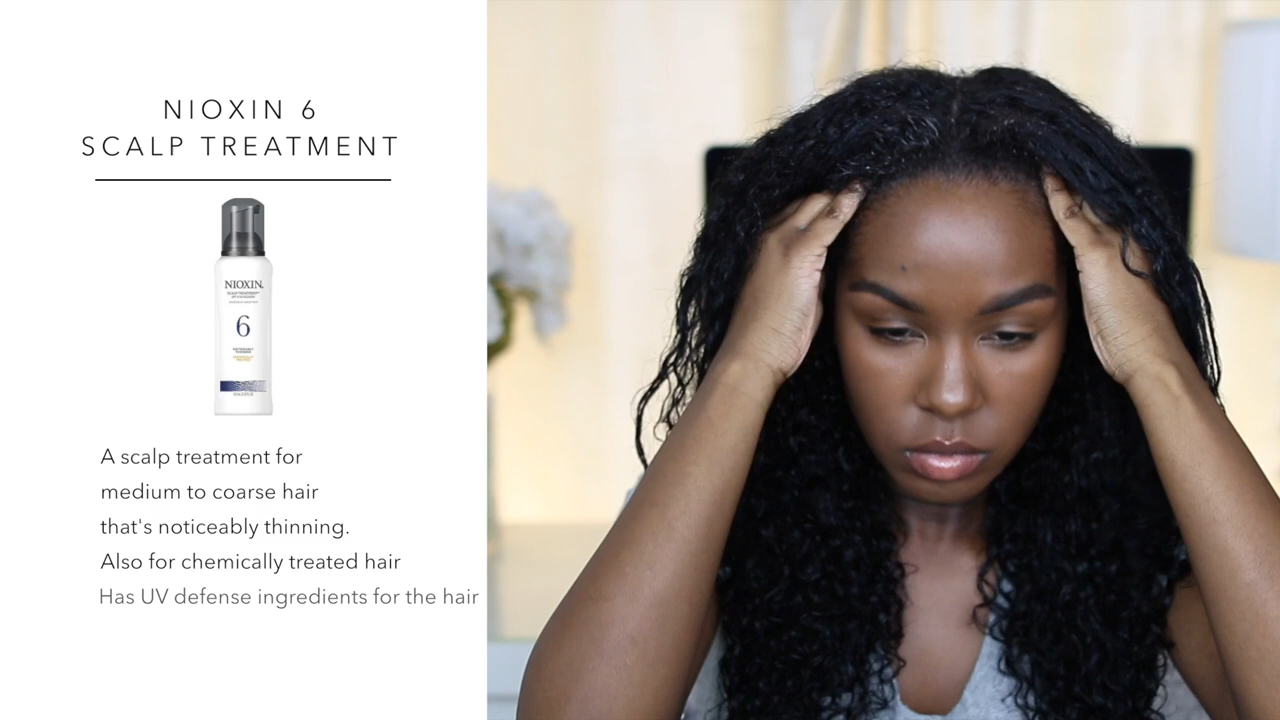 NIOXIN 6
SCALP TREATMENT
NIOXIN.
6
A scalp treatment for
medium to coarse hair
that's noticeably thinning.
Also for chemically treated hair
Has UV defense ingredients for the hair